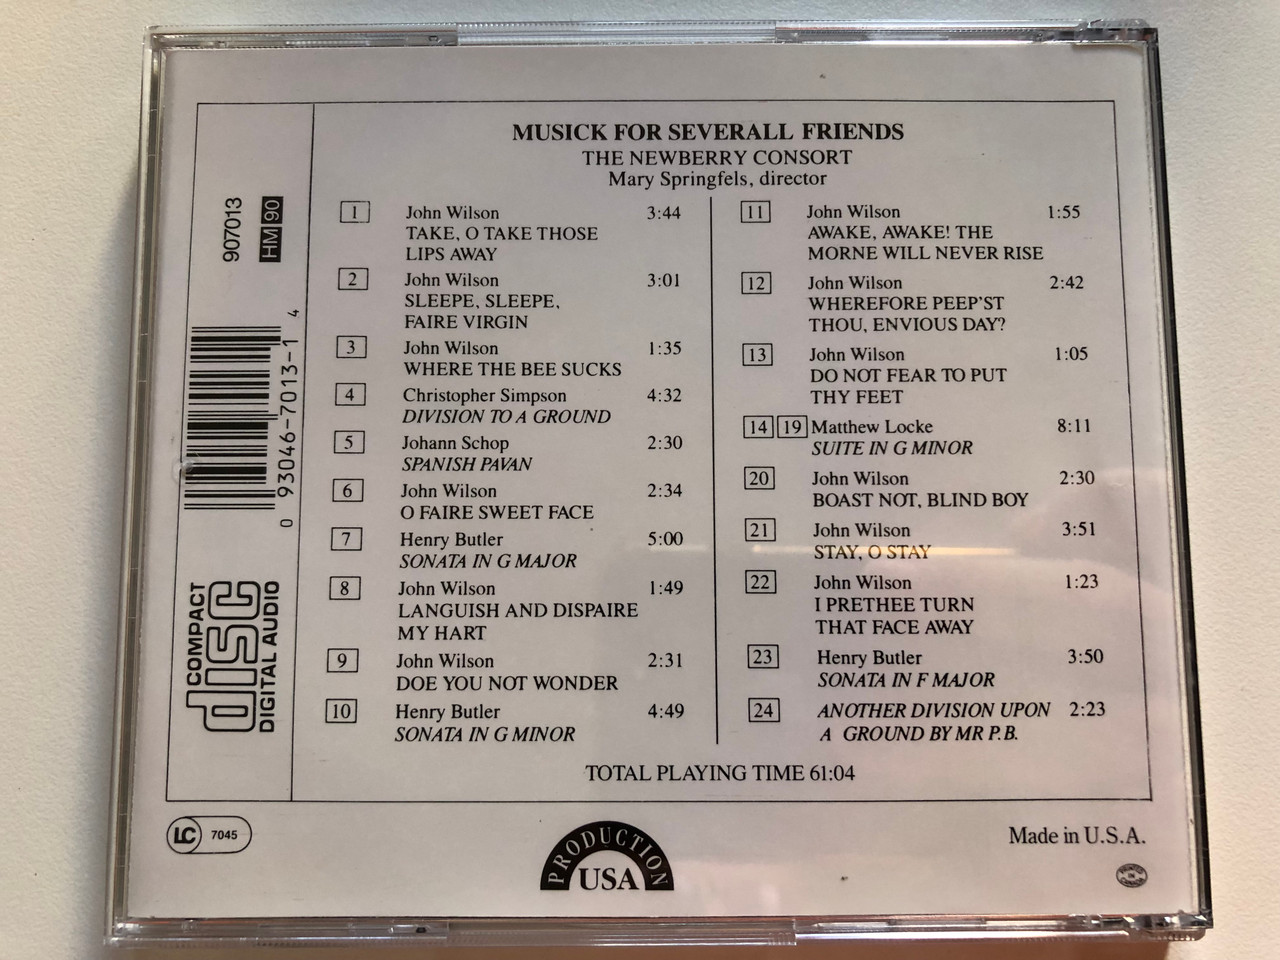 MUSICK FOR SEVERALL FRIENDS
THE NEWBERRY CONSORT
Mary Springfels, director
1 John Wilson 3:44
TAKE, O TAKE THOSE
LIPS AWAY
2 John Wilson 3:01
SLEEPE, SLEEPE,
FAIRE VIRGIN
3 John Wilson 1:35
WHERE THE BEE SUCKS
4 Christopher Simpson 4:32
DIVISION TO A GROUND
5 Johann Schop 2:30
SPANISH PAVAN
6 John Wilson 2:34
O FAIRE SWEET FACE
7 Henry Butler 5:00
SONATA IN G MAJOR
8 John Wilson 1:49
LANGUISH AND DISPAIRE
MY HART
9 John Wilson 2:31
DOE YOU NOT WONDER
10 Henry Butler 4:49
SONATA IN G MINOR
11 John Wilson 1:55
AWAKE, AWAKE! THE
MORNE WILL NEVER RISE
12 John Wilson 2:42
WHEREFORE PEEP'ST
THOU, ENVIOUS DAY?
13 John Wilson 1:05
DO NOT FEAR TO PUT
THY FEET
14 19 Matthew Locke 8:11
SUITE IN G MINOR
20 John Wilson 2:30
BOAST NOT, BLIND BOY
21 John Wilson 3:51
STAY, O STAY
22 John Wilson 1:23
I PRETHEE TURN
THAT FACE AWAY
23 Henry Butler 3:50
SONATA IN F MAJOR
24 ANOTHER DIVISION UPON 2:23
A GROUND BY MR P.B.
TOTAL PLAYING TIME 61:04
907013
HM 90
0 93046-7013-1 4
COMPACT
disc
DIGITAL AUDIO
LC 7045
PRODUCTION
USA
Made in U.S.A.
PRINTED
IN
CANADA